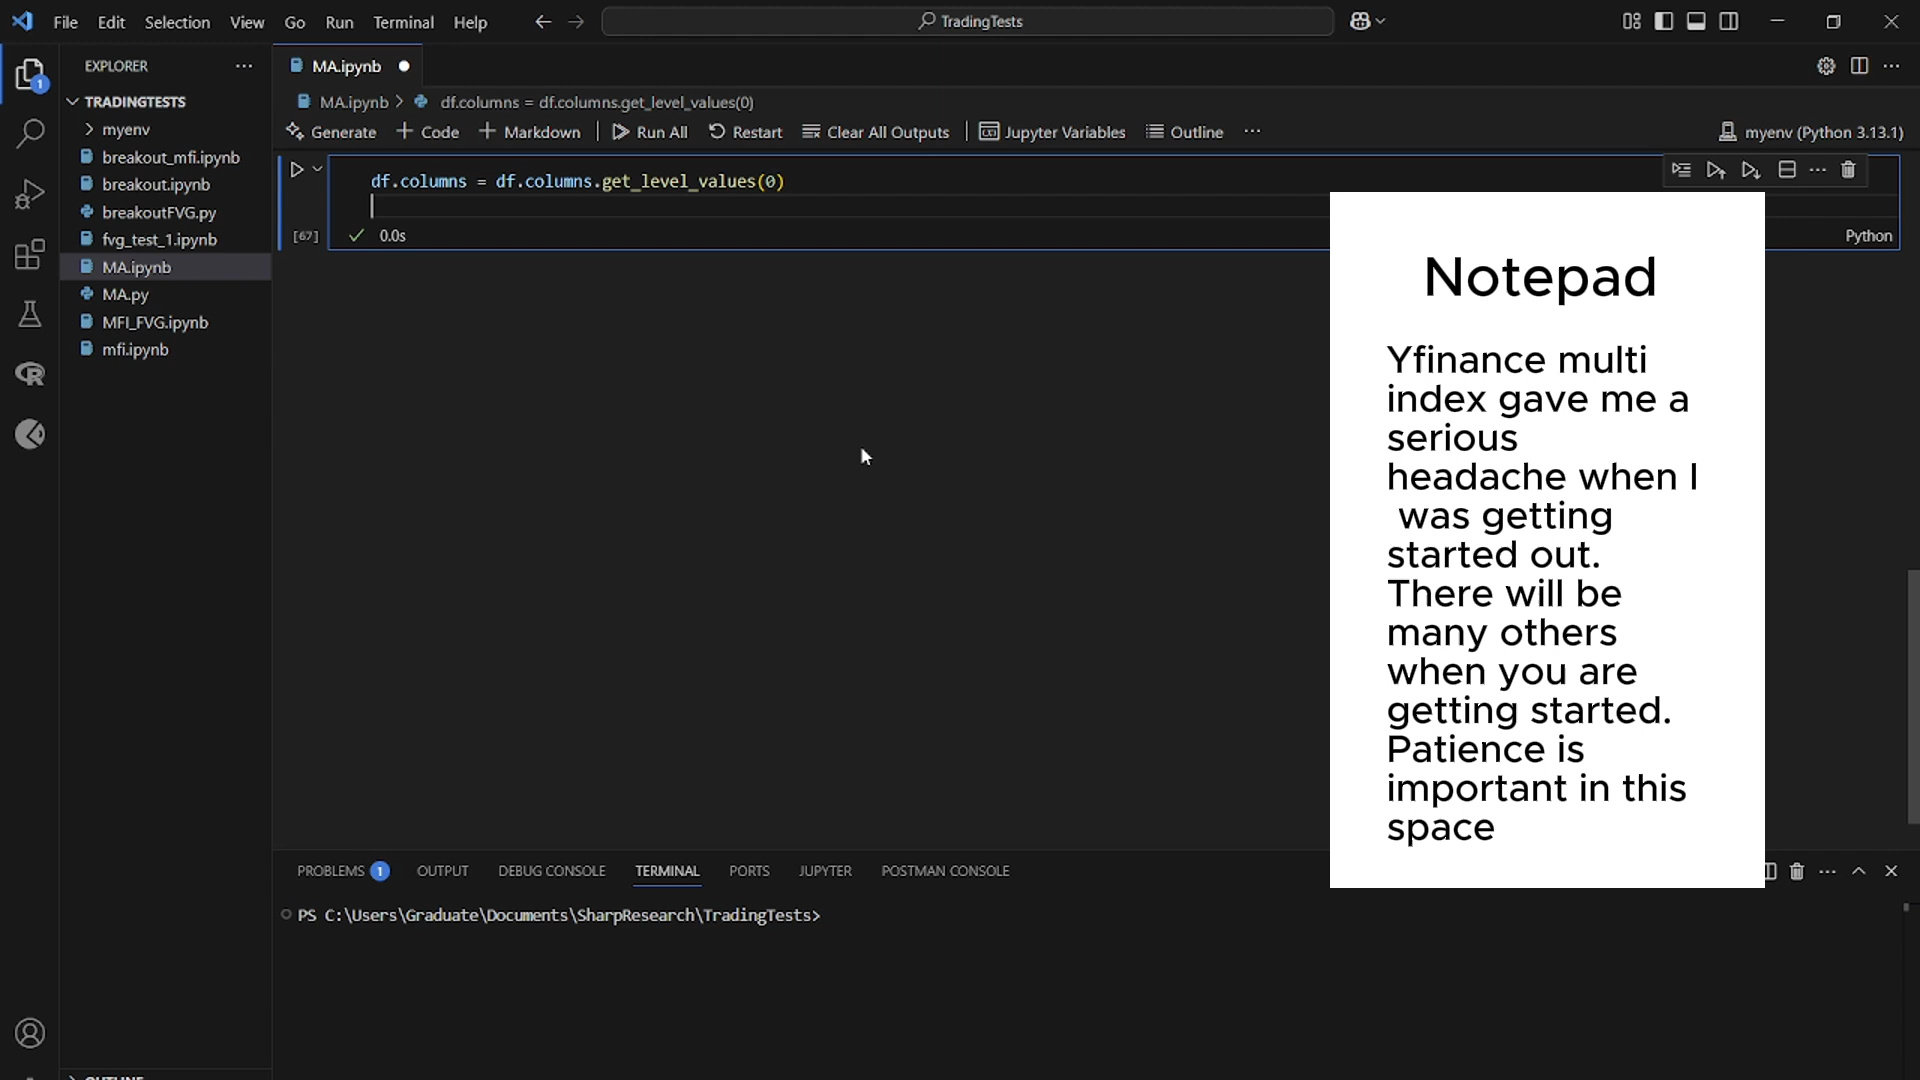 File Edit Selection View Go Run Terminal Help
TradingTests
EXPLORER
MA.ipynb
TRADINGTESTS
MA.ipynb > df.columns = df.columns.get_level_values(0)
myenv
Generate + Code + Markdown Run All Restart Clear All Outputs Jupyter Variables Outline ... myenv (Python 3.13.1)
breakout_mfi.ipynb
breakout.ipynb
breakoutFVG.py
fvg_test_1.ipynb
MA.ipynb
MA.py
MFI_FVG.ipynb
mfi.ipynb
1
df.columns = df.columns.get_level_values(0)
[67] 0.0s Python
Notepad
Yfinance multi
index gave me a
serious
headache when I
was getting
started out.
There will be
many others
when you are
getting started.
Patience is
important in this
space
PROBLEMS 1 OUTPUT DEBUG CONSOLE TERMINAL PORTS JUPYTER POSTMAN CONSOLE
PS C:\Users\Graduate\Documents\SharpResearch\TradingTests>
OUTLINE